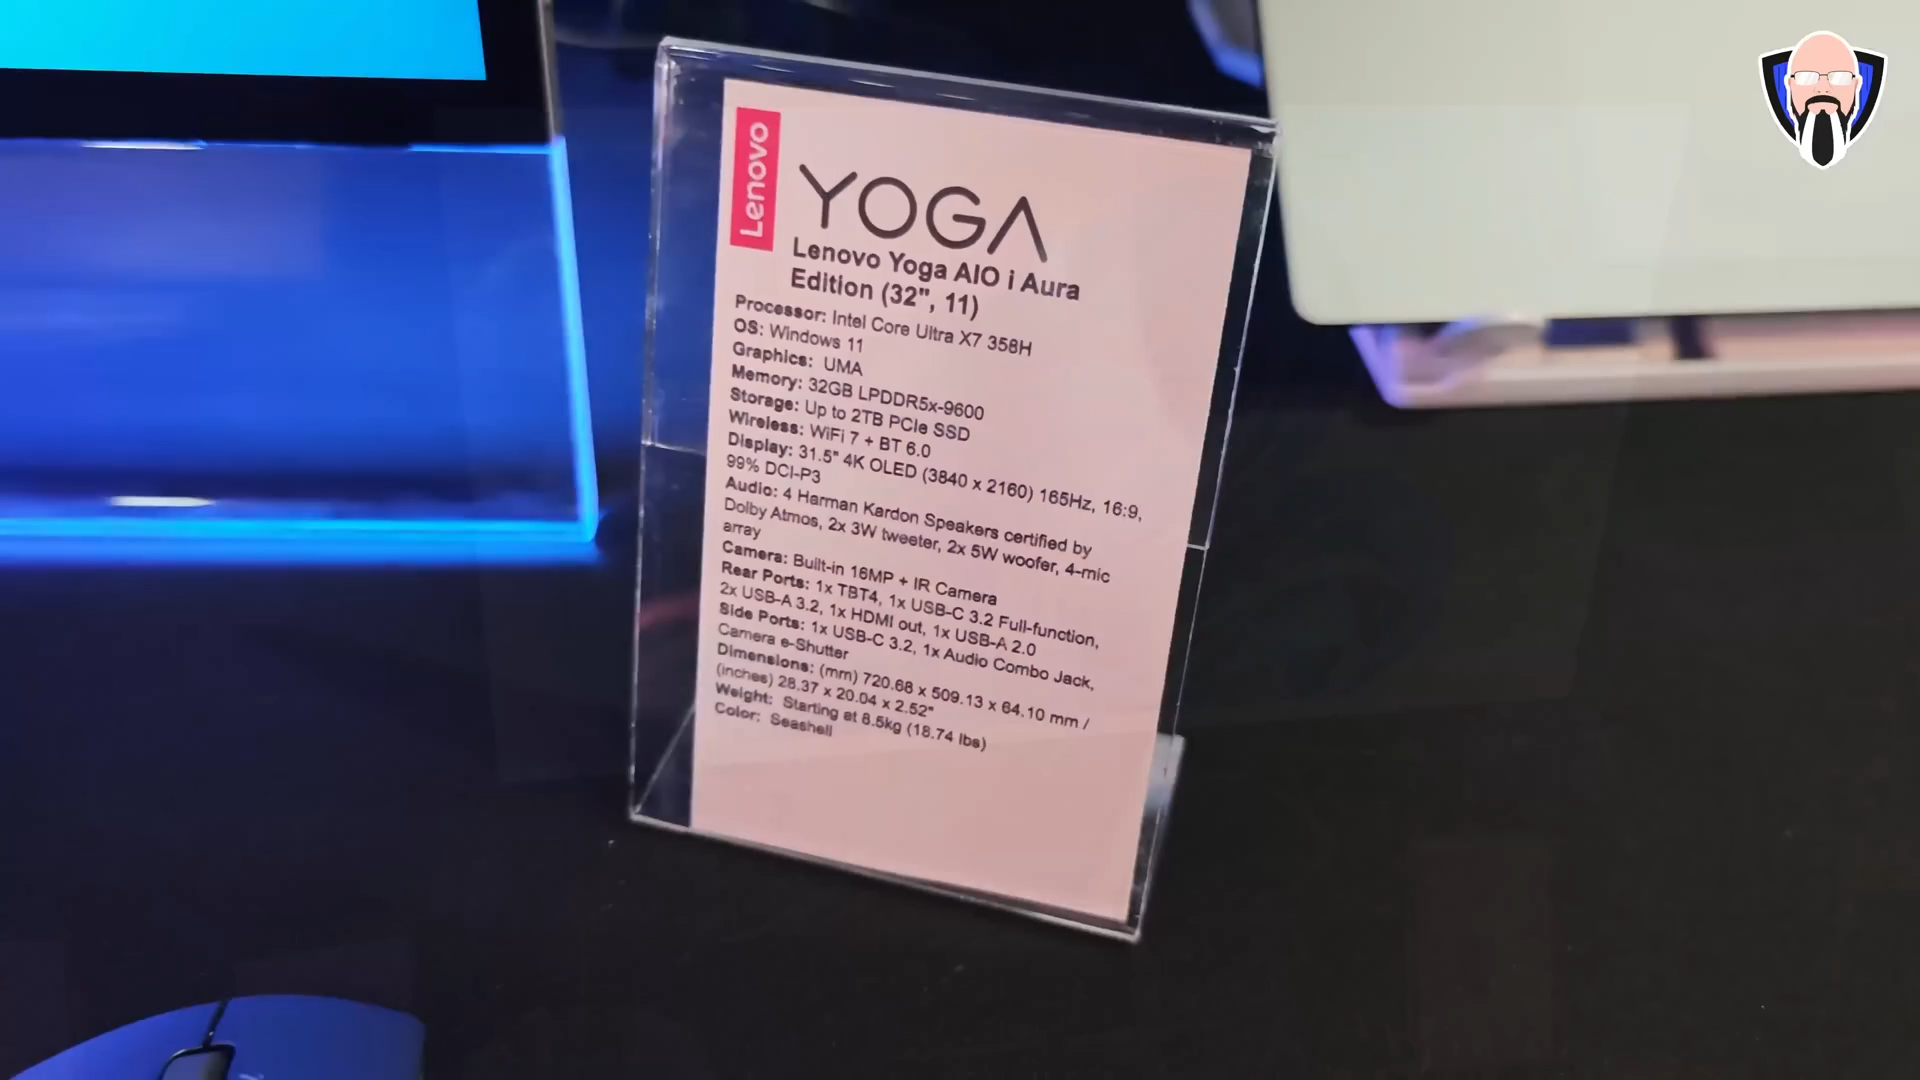 Lenovo
YOGA
Lenovo Yoga AIO i Aura
Edition (32", 11)
Processor: Intel Core Ultra X7 358H
OS: Windows 11
Graphics: UMA
Memory: 32GB LPDDR5x-9600
Storage: Up to 2TB PCIe SSD
Wireless: WiFi 7 + BT 6.0
Display: 31.5" 4K OLED (3840 x 2160) 165Hz, 16:9,
99% DCI-P3
Audio: 4 Harman Kardon Speakers certified by
Dolby Atmos, 2x 3W tweeter, 2x 5W woofer, 4-mic
array
Camera: Built-in 16MP + IR Camera
Rear Ports: 1x TBT4, 1x USB-C 3.2 Full-function,
2x USB-A 3.2, 1x HDMI out, 1x USB-A 2.0
Side Ports: 1x USB-C 3.2, 1x Audio Combo Jack,
Camera e-Shutter
Dimensions: (mm) 720.68 x 509.13 x 64.10 mm /
(inches) 28.37 x 20.04 x 2.52"
Weight: Starting at 8.5kg (18.74 lbs)
Color: Seashell